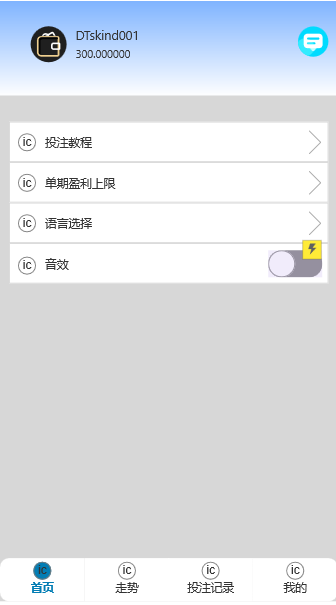 DTskind001
300.000000
ic 投注教程
ic 单期盈利上限
ic 语言选择
ic 音效
ic ic ic ic
首页 走势 投注记录 我的